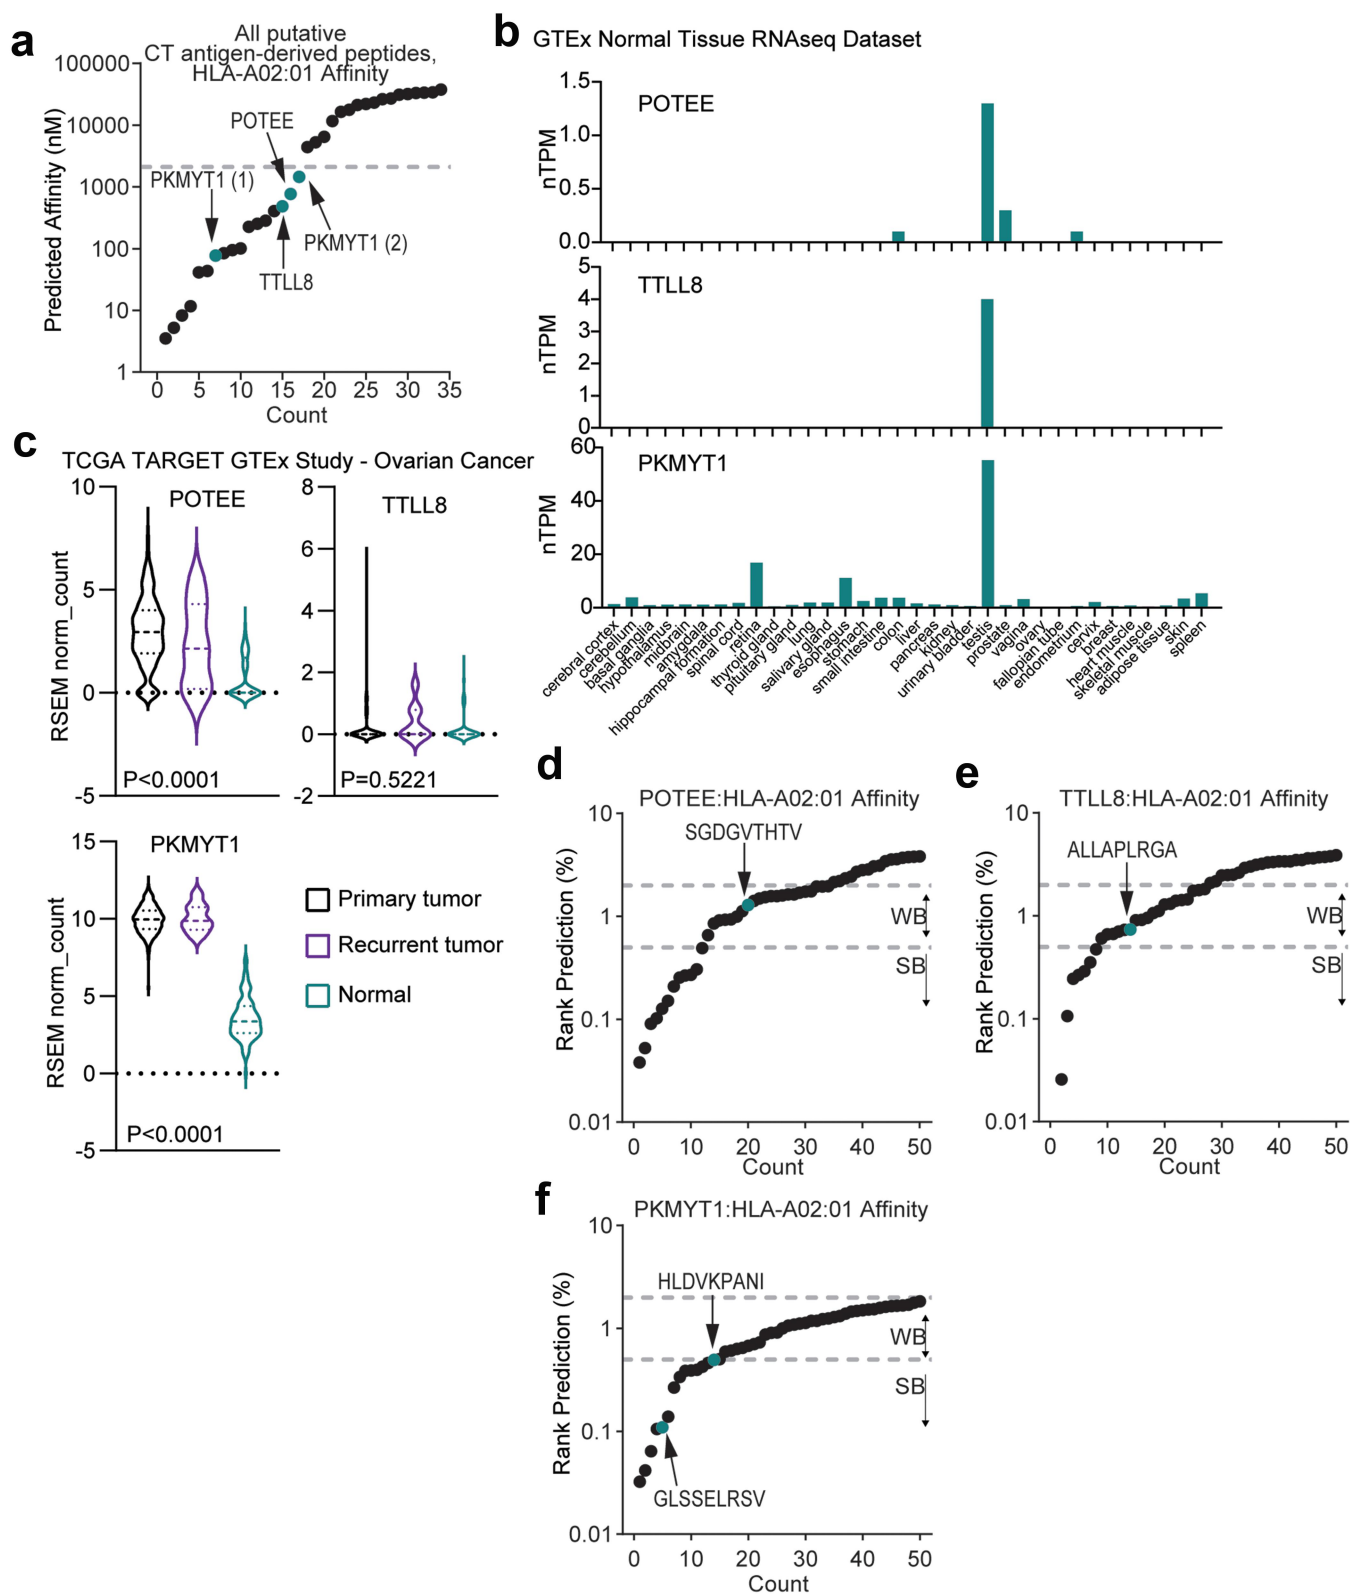 a
All putative
CT antigen-derived peptides,
HLA-A02:01 Affinity
100000
10000
1000
100
10
1
Predicted Affinity (nM)
POTEE
PKMYT1 (1)
PKMYT1 (2)
TTLL8
0 5 10 15 20 25 30 35
Count
b
GTEx Normal Tissue RNAseq Dataset
POTEE
1.5
1.0
0.5
0.0
nTPM
TTLL8
5
4
3
2
1
0
nTPM
PKMYT1
60
40
20
0
nTPM
cerebral cortex
cerebellum
basal ganglia
hypothalamus
midbrain
amygdala
hippocampal formation
spinal cord
retina
thyroid gland
pituitary gland
lung
salivary gland
esophagus
stomach
small intestine
colon
liver
pancreas
kidney
urinary bladder
testis
prostate
vagina
ovary
fallopian tube
endometrium
cervix
breast
heart muscle
skeletal muscle
adipose tissue
skin
spleen
c
TCGA TARGET GTEx Study - Ovarian Cancer
POTEE
10
5
0
-5
RSEM norm_count
P<0.0001
TTLL8
8
6
4
2
0
-2
P=0.5221
PKMYT1
15
10
5
0
-5
RSEM norm_count
P<0.0001
Primary tumor
Recurrent tumor
Normal
d
POTEE:HLA-A02:01 Affinity
SGDGVTHTV
10
1
0.1
0.01
Rank Prediction (%)
WB
SB
0 10 20 30 40 50
Count
e
TTLL8:HLA-A02:01 Affinity
ALLAPLRGA
10
1
0.1
0.01
Rank Prediction (%)
WB
SB
0 10 20 30 40 50
Count
f
PKMYT1:HLA-A02:01 Affinity
HLDVKPANI
10
1
0.1
0.01
Rank Prediction (%)
WB
SB
GLSSELRSV
0 10 20 30 40 50
Count